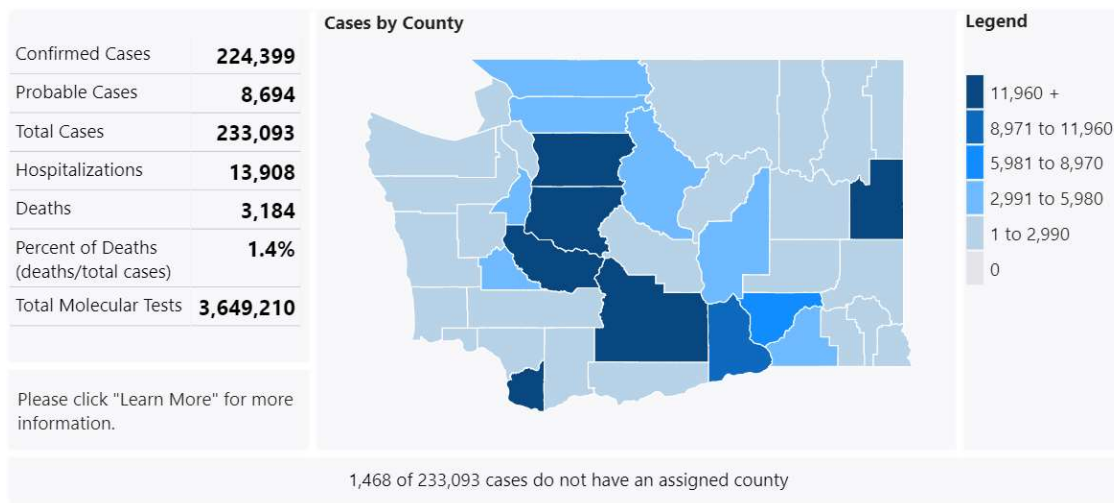 Confirmed Cases 224,399
Probable Cases 8,694
Total Cases 233,093
Hospitalizations 13,908
Deaths 3,184
Percent of Deaths 1.4%
(deaths/total cases)
Total Molecular Tests 3,649,210
Please click "Learn More" for more
information.
Cases by County
Legend
11,960 +
8,971 to 11,960
5,981 to 8,970
2,991 to 5,980
1 to 2,990
0
1,468 of 233,093 cases do not have an assigned county